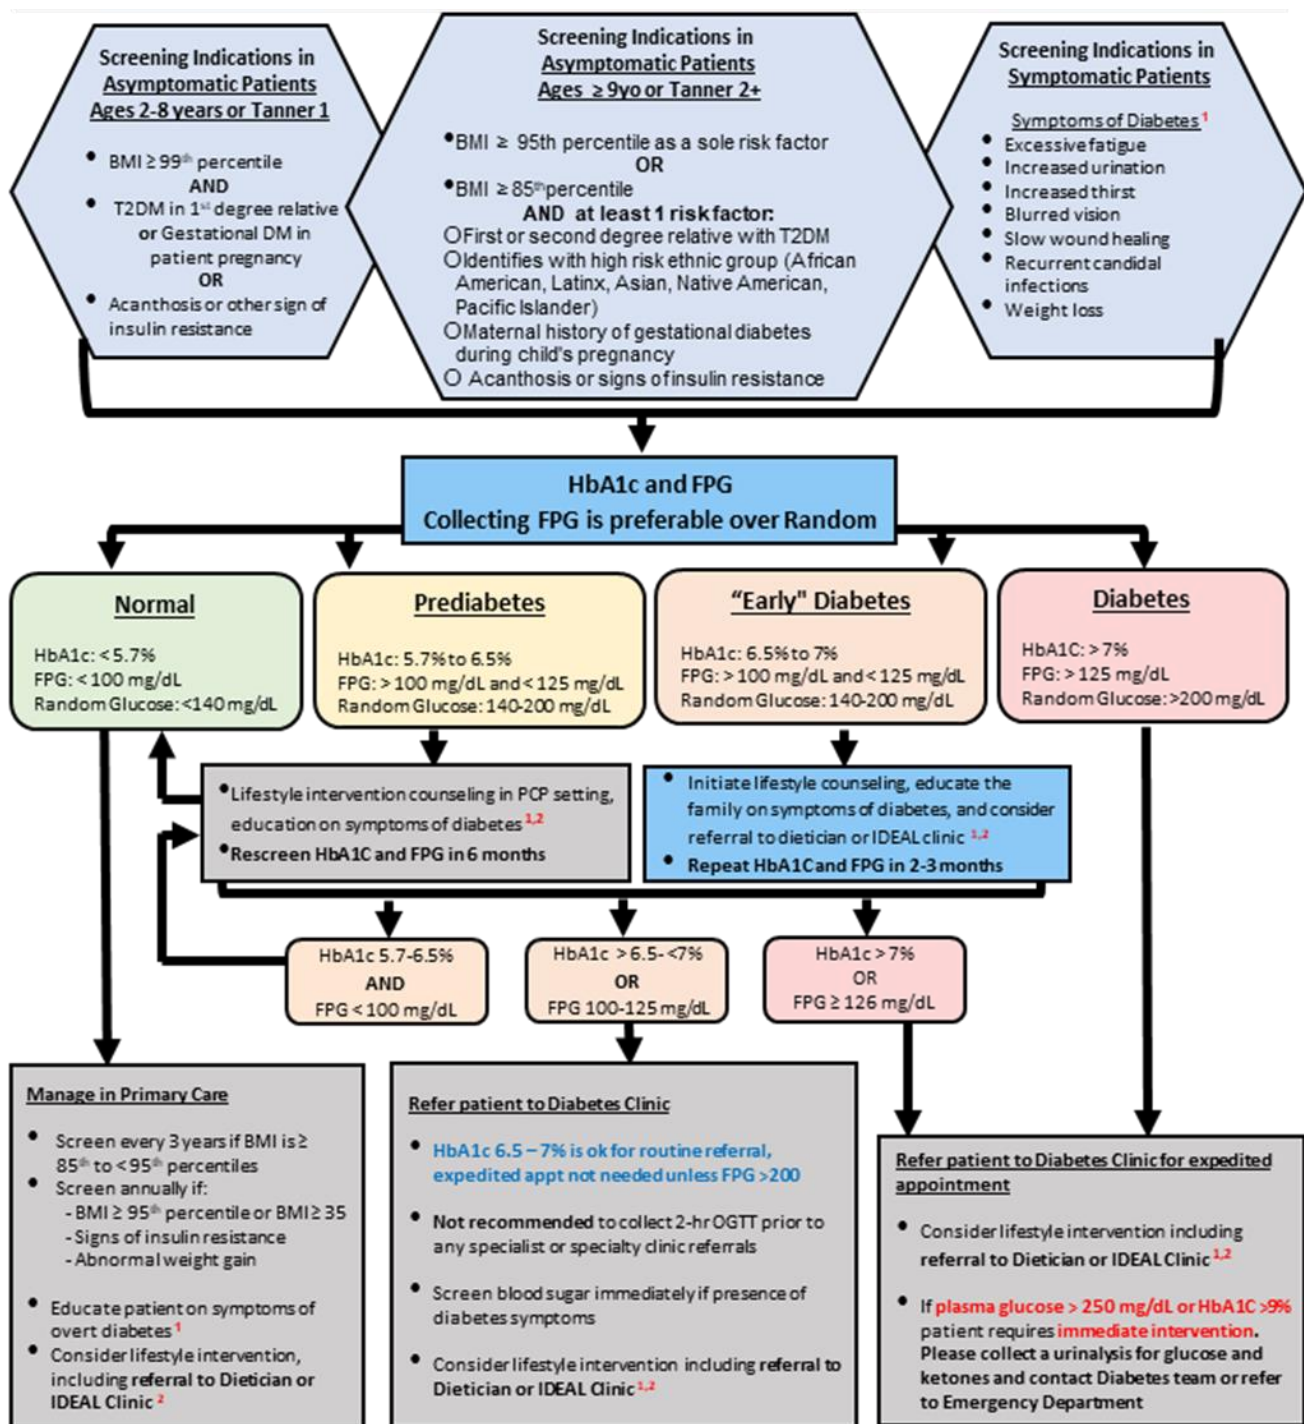 Screening Indications in
Asymptomatic Patients
Ages 2-8 years or Tanner 1
• BMI ≥ 99th percentile
AND
• T2DM in 1st degree relative
or Gestational DM in
patient pregnancy
OR
• Acanthosis or other sign of
insulin resistance
Screening Indications in
Asymptomatic Patients
Ages ≥ 9yo or Tanner 2+
•BMI ≥ 95th percentile as a sole risk factor
OR
•BMI ≥ 85th percentile
AND at least 1 risk factor:
○First or second degree relative with T2DM
○Identifies with high risk ethnic group (African
American, Latinx, Asian, Native American,
Pacific Islander)
○Maternal history of gestational diabetes
during child's pregnancy
○ Acanthosis or signs of insulin resistance
Screening Indications in
Symptomatic Patients
Symptoms of Diabetes 1
• Excessive fatigue
• Increased urination
• Increased thirst
• Blurred vision
• Slow wound healing
• Recurrent candidal
infections
• Weight loss
HbA1c and FPG
Collecting FPG is preferable over Random
Normal
HbA1c: < 5.7%
FPG: < 100 mg/dL
Random Glucose: <140 mg/dL
Prediabetes
HbA1c: 5.7% to 6.5%
FPG: > 100 mg/dL and < 125 mg/dL
Random Glucose: 140-200 mg/dL
“Early" Diabetes
HbA1c: 6.5% to 7%
FPG: > 100 mg/dL and < 125 mg/dL
Random Glucose: 140-200 mg/dL
Diabetes
HbA1C: > 7%
FPG: > 125 mg/dL
Random Glucose: >200 mg/dL
•Lifestyle intervention counseling in PCP setting,
education on symptoms of diabetes 1,2
•Rescreen HbA1C and FPG in 6 months
• Initiate lifestyle counseling, educate the
family on symptoms of diabetes, and consider
referral to dietician or IDEAL clinic 1,2
• Repeat HbA1C and FPG in 2-3 months
HbA1c 5.7-6.5%
AND
FPG < 100 mg/dL
HbA1c > 6.5- <7%
OR
FPG 100-125 mg/dL
HbA1c > 7%
OR
FPG ≥ 126 mg/dL
Manage in Primary Care
• Screen every 3 years if BMI is ≥
85th to < 95th percentiles
• Screen annually if:
- BMI ≥ 95th percentile or BMI ≥ 35
- Signs of insulin resistance
- Abnormal weight gain
• Educate patient on symptoms of
overt diabetes 1
• Consider lifestyle intervention,
including referral to Dietician or
IDEAL Clinic 2
Refer patient to Diabetes Clinic
• HbA1c 6.5 – 7% is ok for routine referral,
expedited appt not needed unless FPG >200
• Not recommended to collect 2-hr OGTT prior to
any specialist or specialty clinic referrals
• Screen blood sugar immediately if presence of
diabetes symptoms
• Consider lifestyle intervention including referral to
Dietician or IDEAL Clinic 1,2
Refer patient to Diabetes Clinic for expedited
appointment
• Consider lifestyle intervention including
referral to Dietician or IDEAL Clinic 1,2
• If plasma glucose > 250 mg/dL or HbA1C >9%
patient requires immediate intervention.
Please collect a urinalysis for glucose and
ketones and contact Diabetes team or refer
to Emergency Department